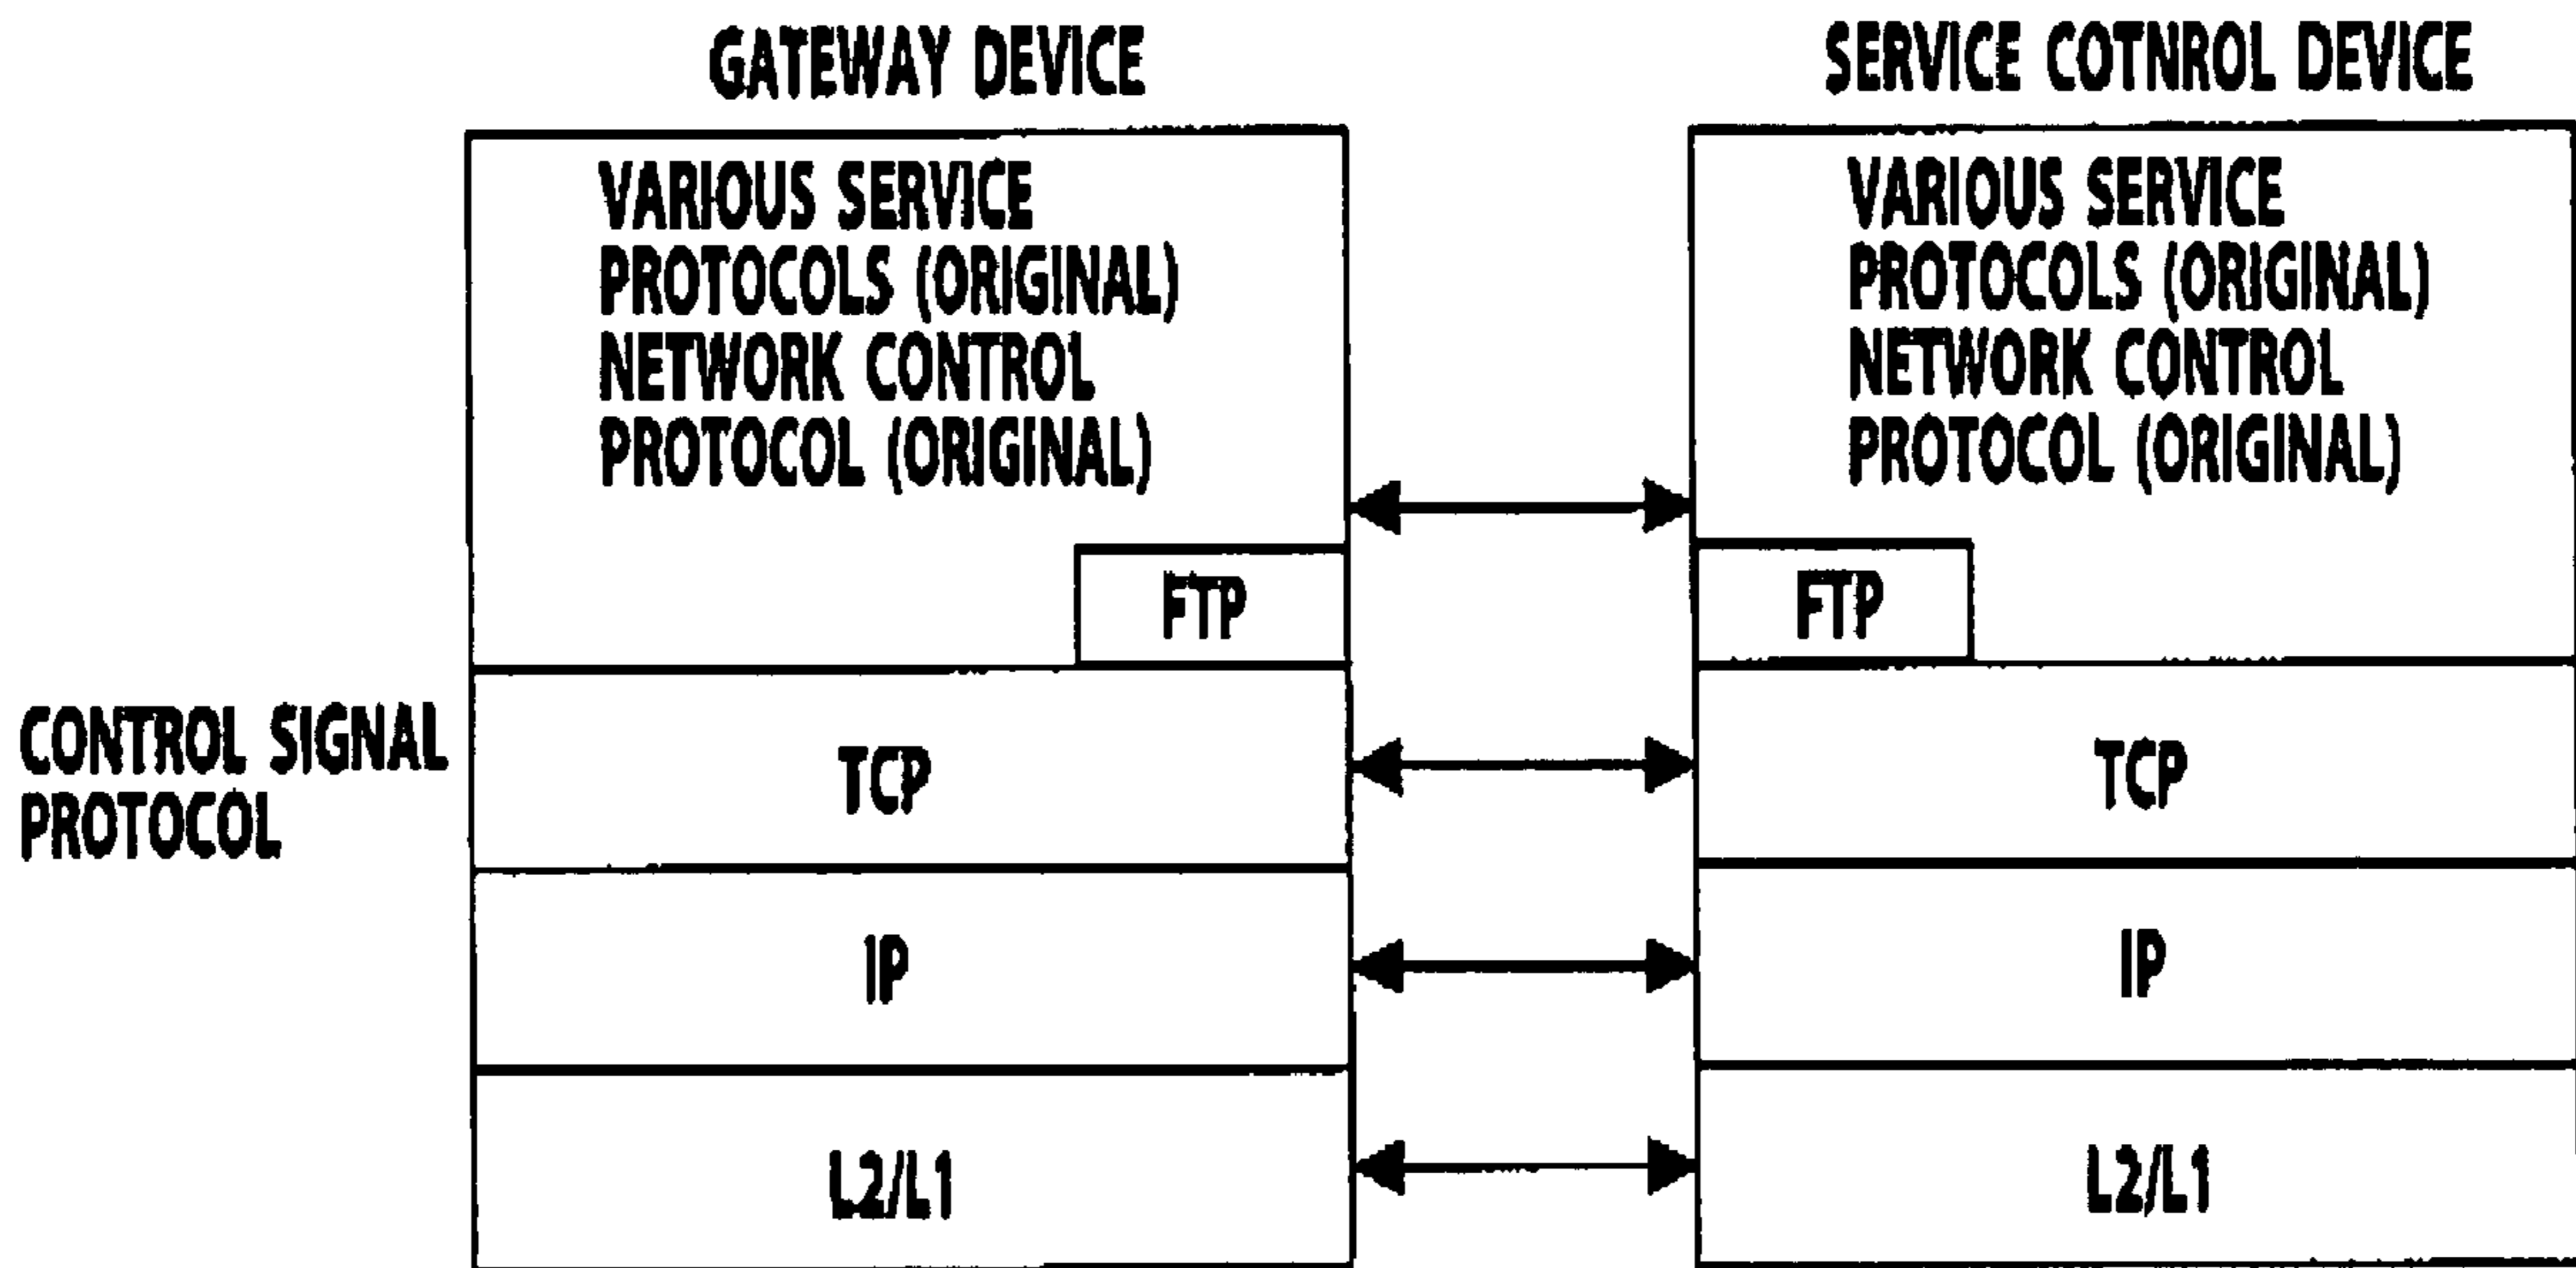 GATEWAY DEVICE
SERVICE COTNROL DEVICE
VARIOUS SERVICE
PROTOCOLS (ORIGINAL)
NETWORK CONTROL
PROTOCOL (ORIGINAL)
VARIOUS SERVICE
PROTOCOLS (ORIGINAL)
NETWORK CONTROL
PROTOCOL (ORIGINAL)
FTP
FTP
CONTROL SIGNAL
PROTOCOL
TCP
TCP
IP
IP
L2/L1
L2/L1